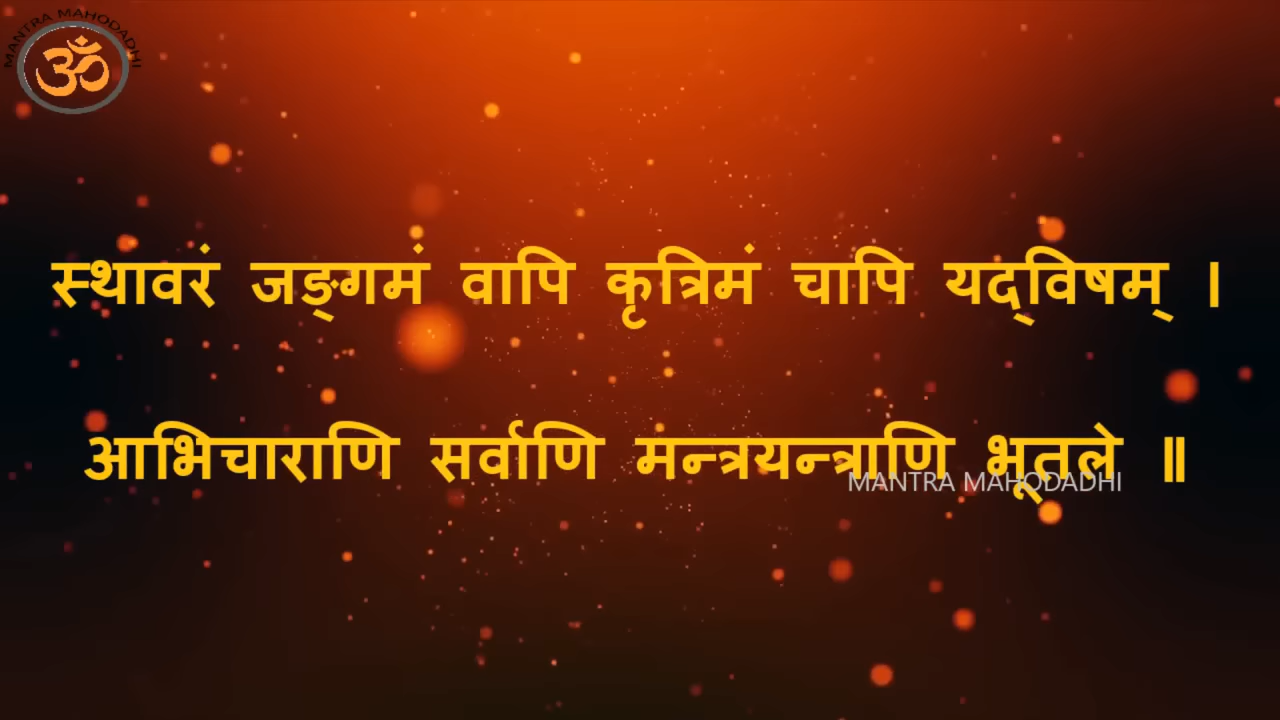 MANTRA MAHODADHI
ॐ
स्थावरं जङ्गमं वापि कृत्रिमं चापि यद्‌विषम् ।
आभिचाराणि सर्वाणि मन्त्रयन्त्राणि भूतले ॥
MANTRA MAHODADHI